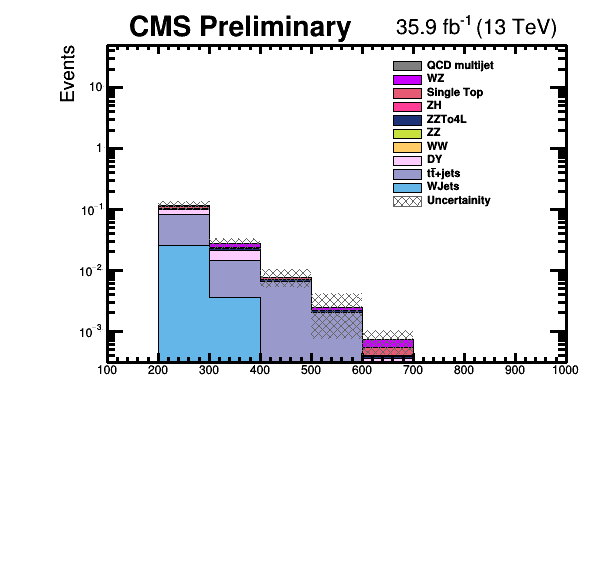 CMS Preliminary
35.9 fb⁻¹ (13 TeV)
Events
QCD multijet
WZ
Single Top
ZH
ZZTo4L
ZZ
WW
DY
tt̄+jets
WJets
Uncertainity
10
1
10⁻¹
10⁻²
10⁻³
100 200 300 400 500 600 700 800 900 1000